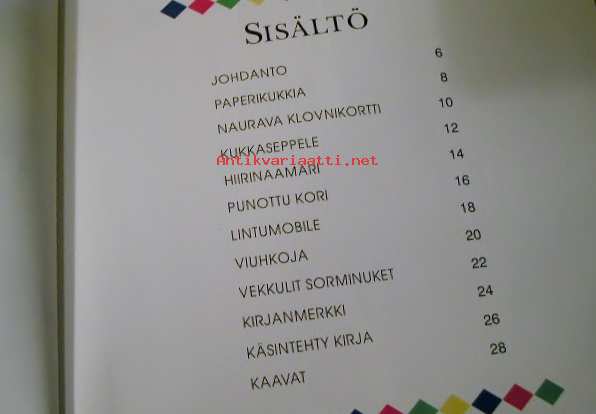 SISÄLTÖ
JOHDANTO 6
PAPERIKUKKIA 8
NAURAVA KLOVNIKORTTI 10
KUKKASEPPELE 12
Antikvariaatti.net
HIIRINAAMARI 14
PUNOTTU KORI 16
LINTUMOBILE 18
VIUHKOJA 20
VEKKULIT SORMINUKET 22
KIRJANMERKKI 24
KÄSINTEHTY KIRJA 26
KAAVAT 28